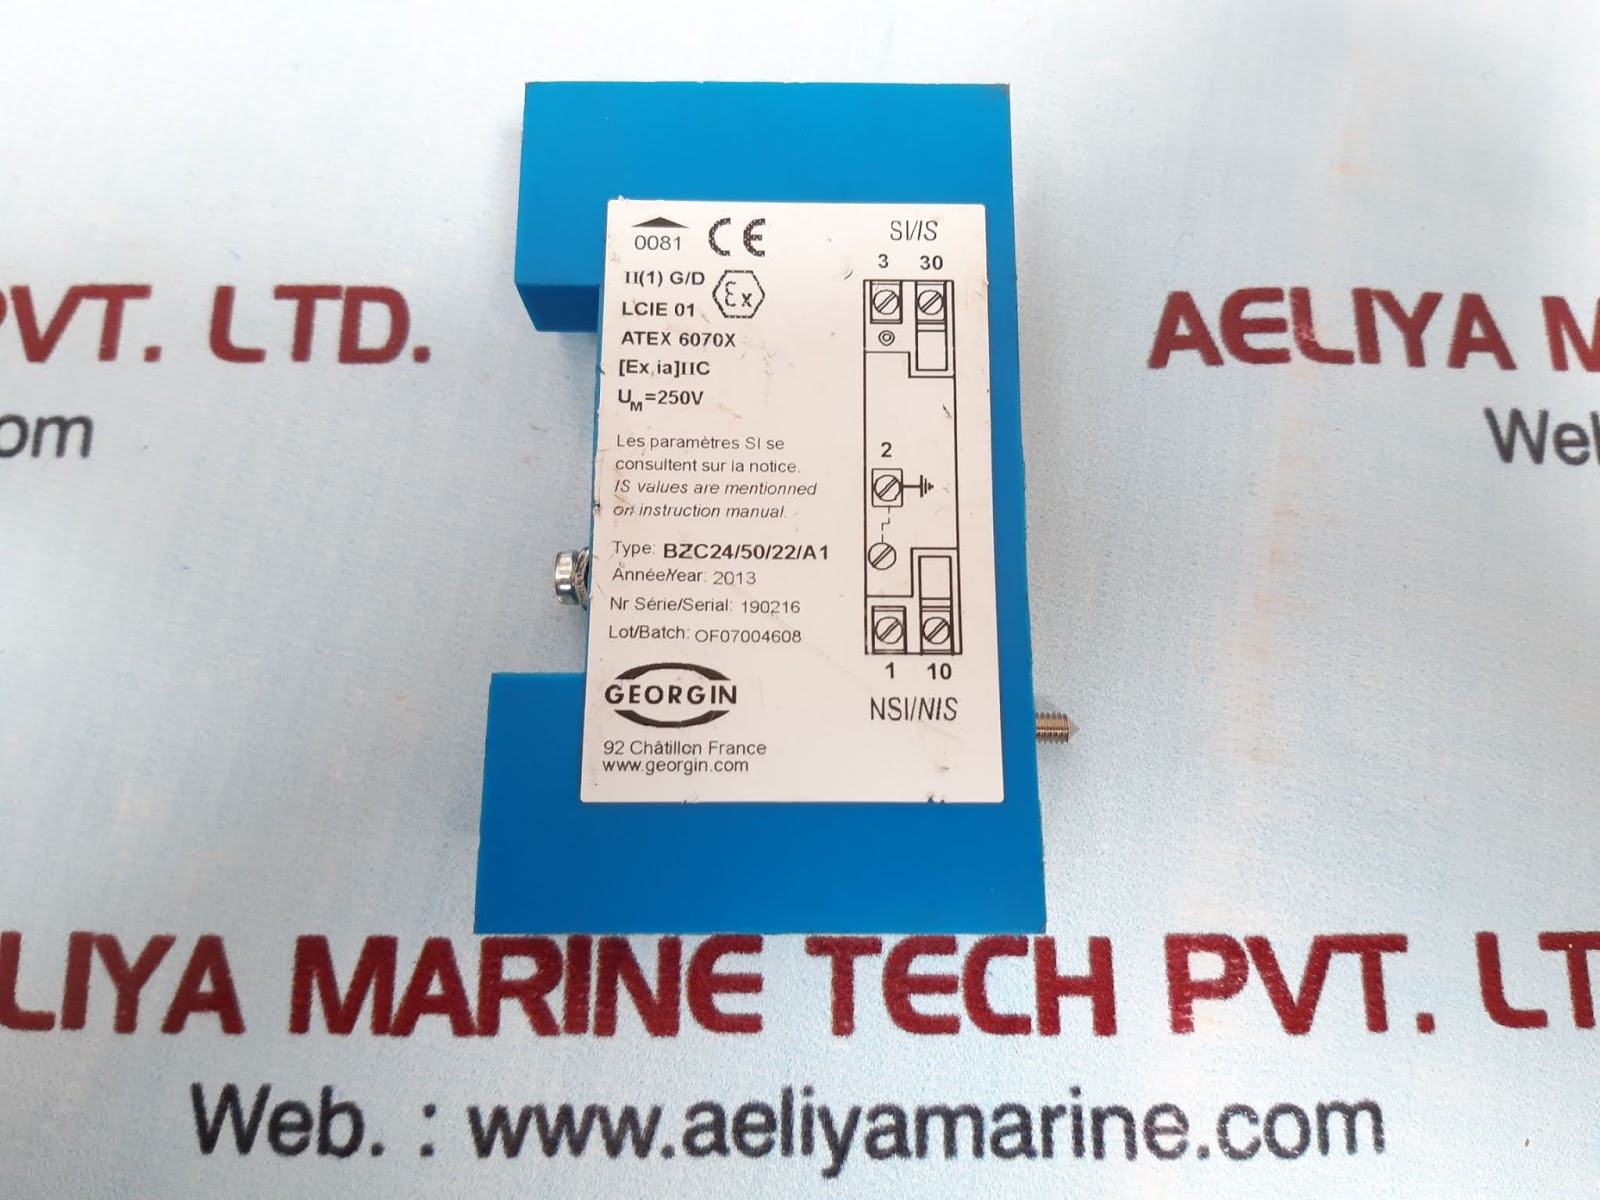 0081 CE
II(1) G/D
Ex
LCIE 01
ATEX 6070X
[Ex ia]IIC
UM=250V
Les paramètres SI se
consultent sur la notice.
IS values are mentionned
on instruction manual.
Type: BZC24/50/22/A1
Année/Year: 2013
Nr Série/Serial: 190216
Lot/Batch: OF07004608
GEORGIN
92 Châtillon France
www.georgin.com
SI/IS
3 30
2
1 10
NSI/NIS
PVT. LTD.
om
AELIYA M
Web
LIYA MARINE TECH PVT. LT
Web. : www.aeliyamarine.com